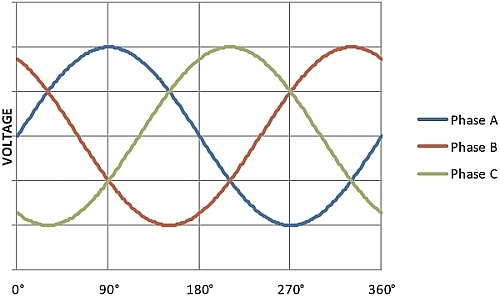 VOLTAGE
Phase A
Phase B
Phase C
0° 90° 180° 270° 360°